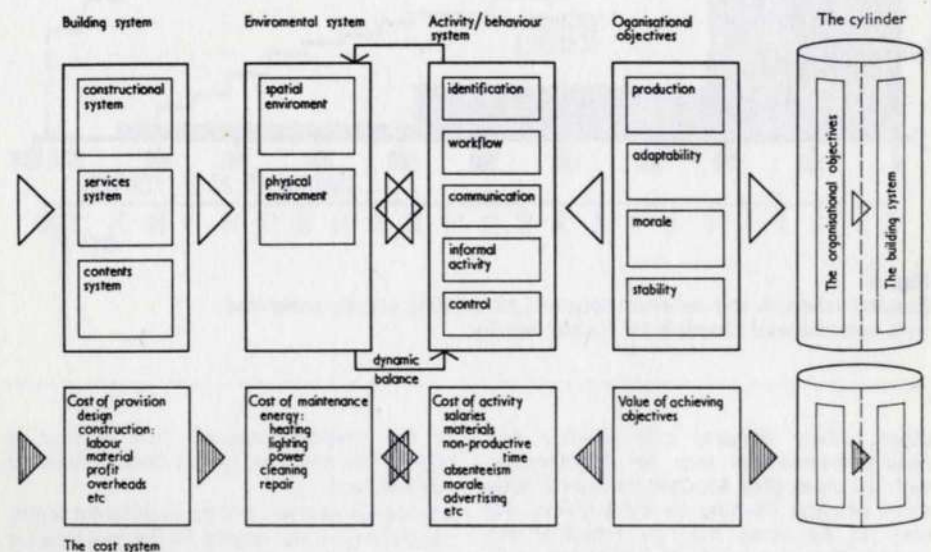 Building system
Enviromental system
Activity/behaviour
system
Oganisational
objectives
The cylinder
constructional
system
services
system
contents
system
spatial
enviroment
physical
enviroment
identification
workflow
communication
informal
activity
control
production
adaptability
morale
stability
The organisational objectives
The building system
dynamic
balance
Cost of provision
design
construction:
labour
material
profit
overheads
etc
Cost of maintenance
energy:
heating
lighting
power
cleaning
repair
Cost of activity
salaries
materials
non-productive
time
absenteeism
morale
advertising
etc
Value of achieving
objectives
The cost system